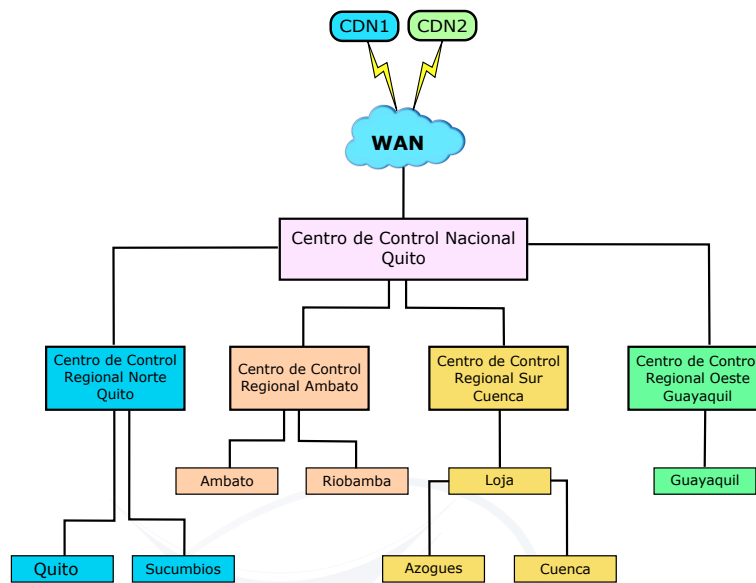 CDN1
CDN2
WAN
Centro de Control Nacional
Quito
Centro de Control
Regional Norte
Quito
Centro de Control
Regional Ambato
Centro de Control
Regional Sur
Cuenca
Centro de Control
Regional Oeste
Guayaquil
Ambato
Riobamba
Loja
Guayaquil
Quito
Sucumbios
Azogues
Cuenca